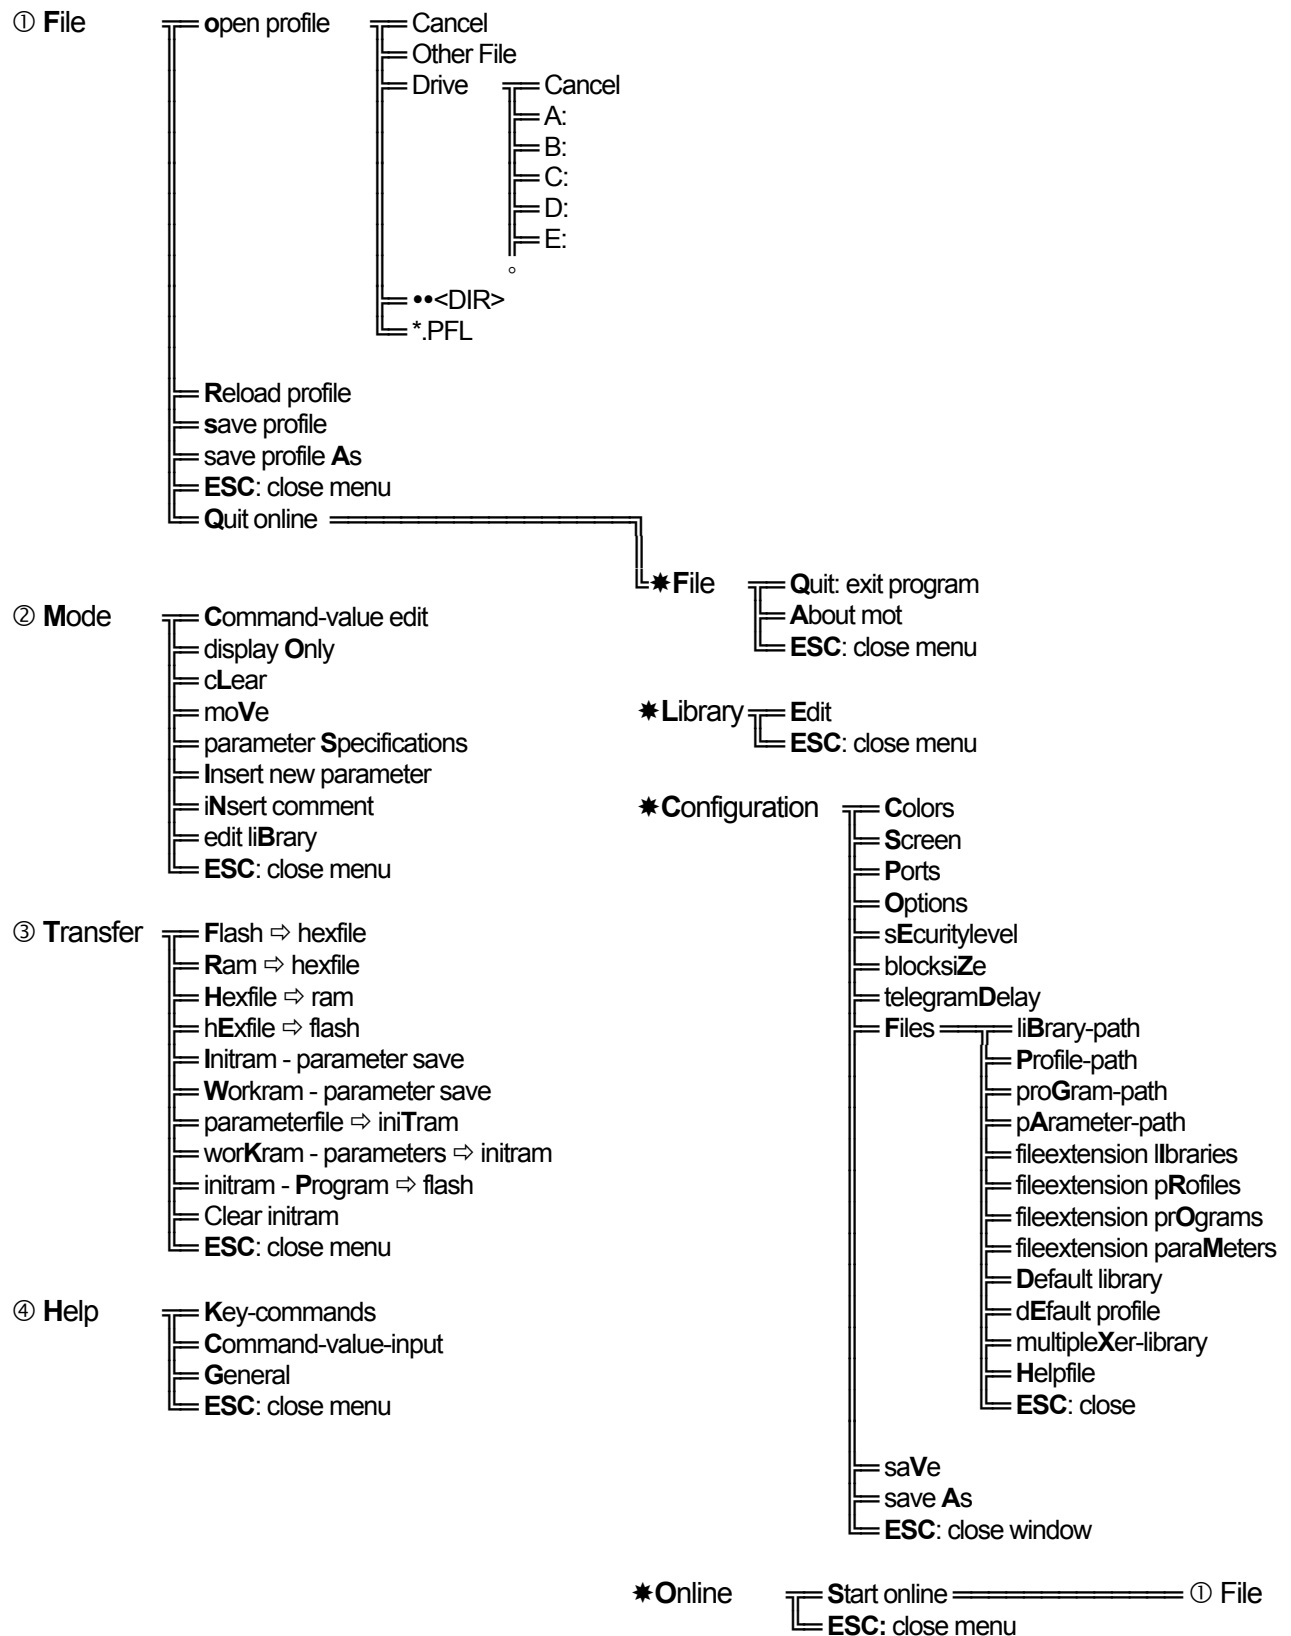 ① File open profile Cancel
Other File
Drive Cancel
A:
B:
C:
D:
E:
°
••<DIR>
*.PFL
Reload profile
save profile
save profile As
ESC: close menu
Quit online
② Mode Command-value edit
display Only
cLear
moVe
parameter Specifications
Insert new parameter
iNsert comment
edit liBrary
ESC: close menu
③ Transfer Flash ⇨ hexfile
Ram ⇨ hexfile
Hexfile ⇨ ram
hExfile ⇨ flash
Initram - parameter save
Workram - parameter save
parameterfile ⇨ iniTram
worKram - parameters ⇨ initram
initram - Program ⇨ flash
Clear initram
ESC: close menu
④ Help Key-commands
Command-value-input
General
ESC: close menu
✸File Quit: exit program
About mot
ESC: close menu
✸Library Edit
ESC: close menu
✸Configuration Colors
Screen
Ports
Options
sEcuritylevel
blocksiZe
telegramDelay
Files liBrary-path
Profile-path
proGram-path
pArameter-path
fileextension lIbraries
fileextension pRofiles
fileextension prOgrams
fileextension paraMeters
Default library
dEfault profile
multipleXer-library
Helpfile
ESC: close
saVe
save As
ESC: close window
✸Online Start online ① File
ESC: close menu